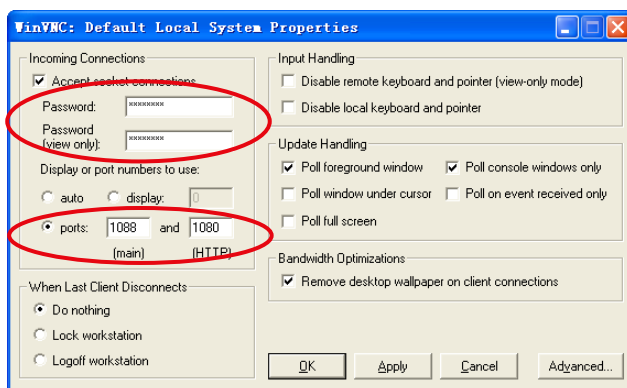 WinVNC: Default Local System Properties
Incoming Connections
Accept socket connections
Password: ********
Password (view only): ********
Display or port numbers to use:
auto display: 0
ports: 1088 and 1080
(main) (HTTP)
When Last Client Disconnects
Do nothing
Lock workstation
Logoff workstation
Input Handling
Disable remote keyboard and pointer (view-only mode)
Disable local keyboard and pointer
Update Handling
Poll foreground window Poll console windows only
Poll window under cursor Poll on event received only
Poll full screen
Bandwidth Optimizations
Remove desktop wallpaper on client connections
OK Apply Cancel Advanced...